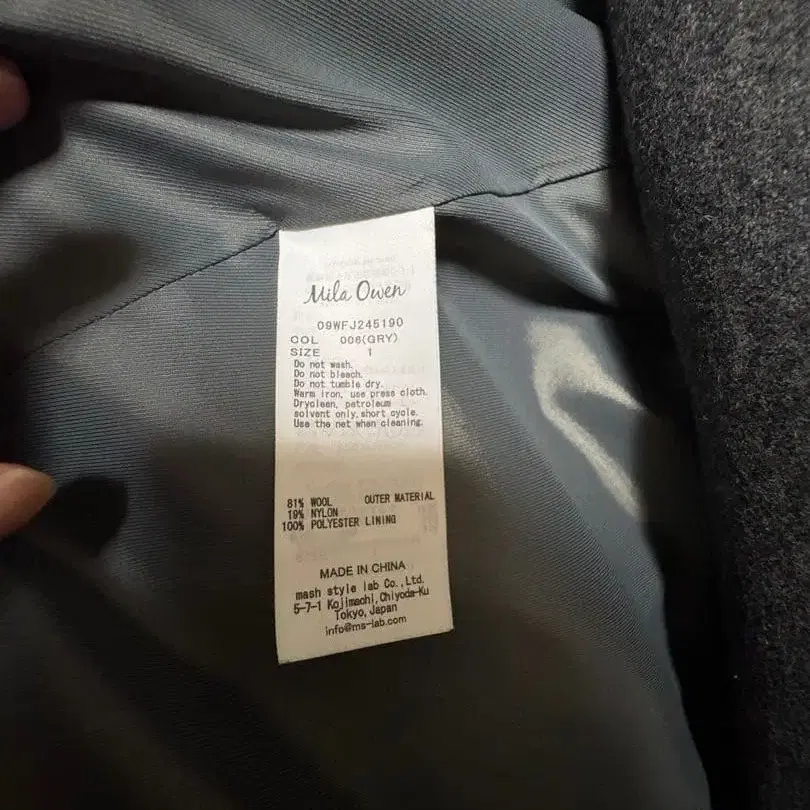 Mila Owen
09WFJ245190
COL 006(GRY)
SIZE 1
Do not wash.
Do not bleach.
Do not tumble dry.
Warm iron, use press cloth.
Dryclean, petroleum
solvent only,short cycle.
Use the net when cleaning.
81% WOOL OUTER MATERIAL
19% NYLON
100% POLYESTER LINING
MADE IN CHINA
mash style lab Co.,Ltd.
5-7-1 Kojimachi,Chiyoda-Ku
Tokyo,Japan
info@ms-lab.com